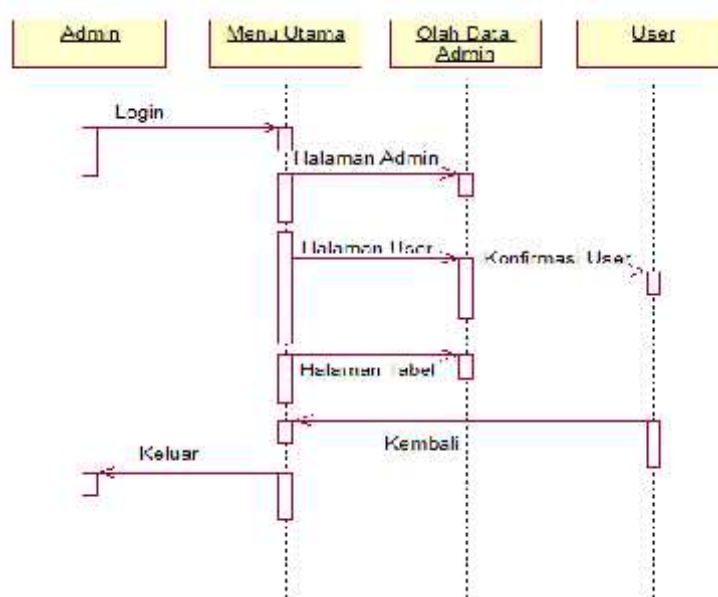 Admin
Menu Utama
Olah Data
Admin
User
Login
Halaman Admin
Halaman User
Konfirmasi User
Halaman Tabel
Kembali
Keluar